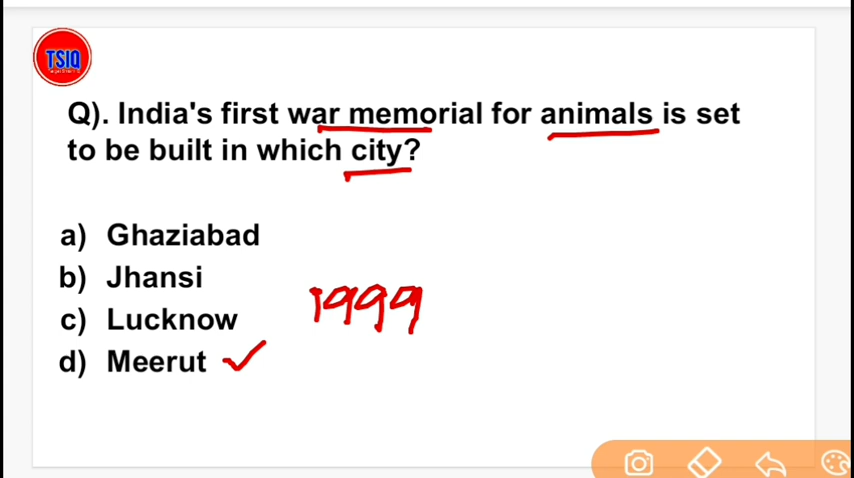 TSIQ
Q). India's first war memorial for animals is set
to be built in which city?
a) Ghaziabad
b) Jhansi
c) Lucknow
1999
d) Meerut